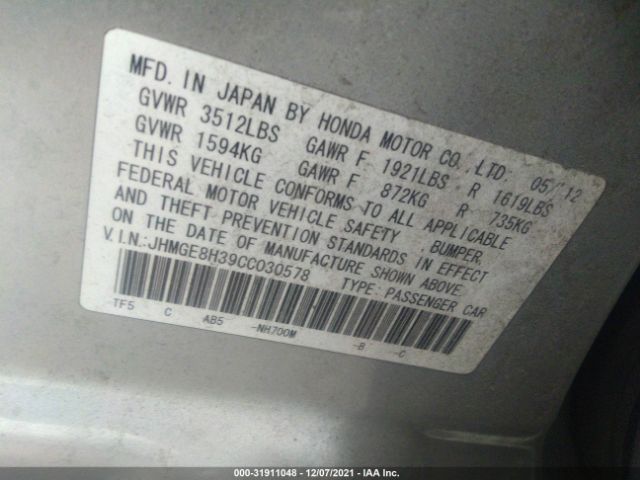 MFD. IN JAPAN BY HONDA MOTOR CO., LTD. 05/12
GVWR 3512LBS GAWR F 1921LBS R 1619LBS
GVWR 1594KG GAWR F 872KG R 735KG
THIS VEHICLE CONFORMS TO ALL APPLICABLE
FEDERAL MOTOR VEHICLE SAFETY, BUMPER,
AND THEFT PREVENTION STANDARDS IN EFFECT
ON THE DATE OF MANUFACTURE SHOWN ABOVE.
V.I.N.:JHMGE8H39CC030578 TYPE: PASSENGER CAR
TF5 C AB5 -NH700M -B -C
000-31911048 - 12/07/2021 - IAA Inc.